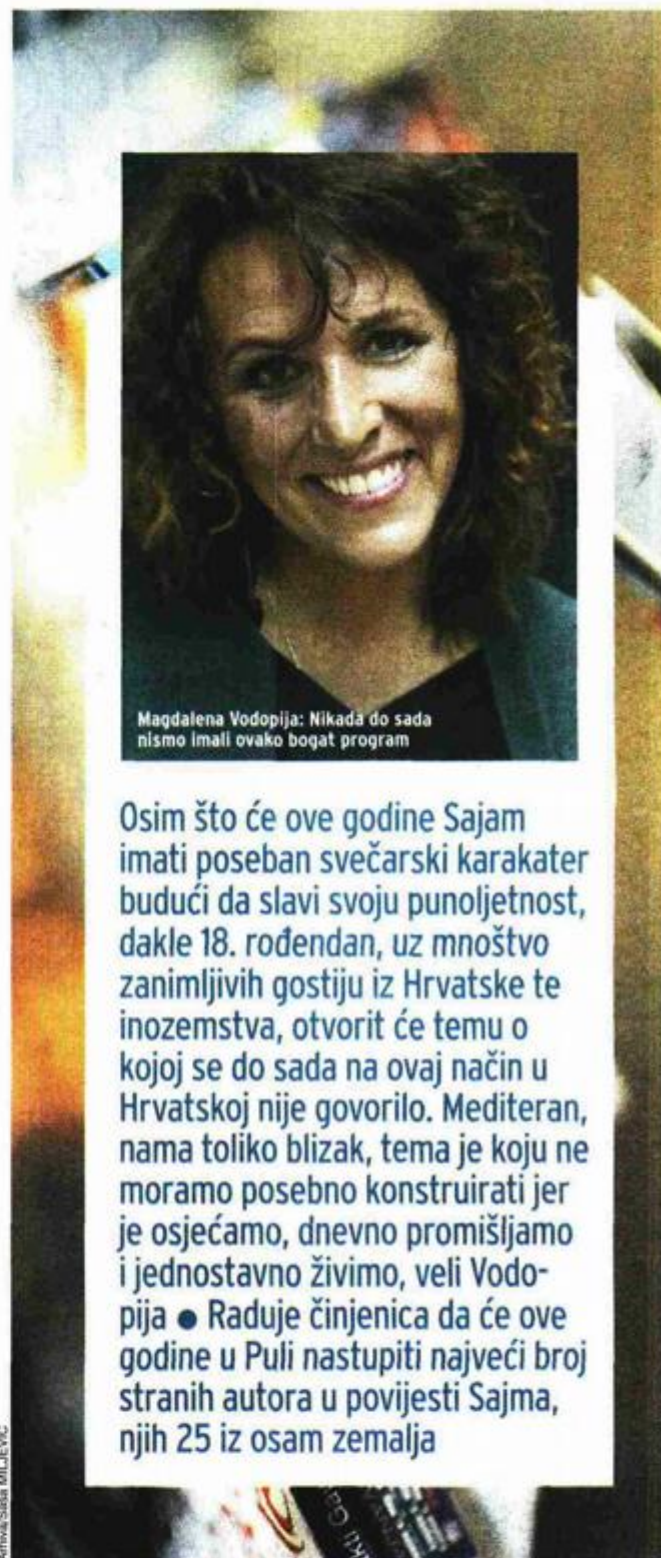 Magdalena Vodopija: Nikada do sada
nismo imali ovako bogat program
Osim što će ove godine Sajam
imati poseban svečarski karakater
budući da slavi svoju punoljetnost,
dakle 18. rođendan, uz mnoštvo
zanimljivih gostiju iz Hrvatske te
inozemstva, otvorit će temu o
kojoj se do sada na ovaj način u
Hrvatskoj nije govorilo. Mediteran,
nama toliko blizak, tema je koju ne
moramo posebno konstruirati jer
je osjećamo, dnevno promišljamo
i jednostavno živimo, veli Vodo-
pija ● Raduje činjenica da će ove
godine u Puli nastupiti najveći broj
stranih autora u povijesti Sajma,
njih 25 iz osam zemalja
Arhiva/Saša MILJEVIĆ